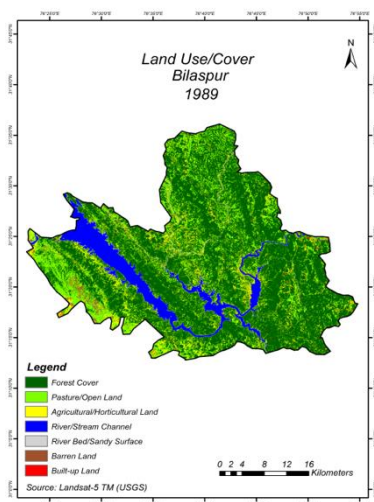 Land Use/Cover
Bilaspur
1989
N
Legend
Forest Cover
Pasture/Open Land
Agricultural/Horticultural Land
River/Stream Channel
River Bed/Sandy Surface
Barren Land
Built-up Land
0 2 4 8 12 16
Kilometers
Source: Landsat-5 TM (USGS)